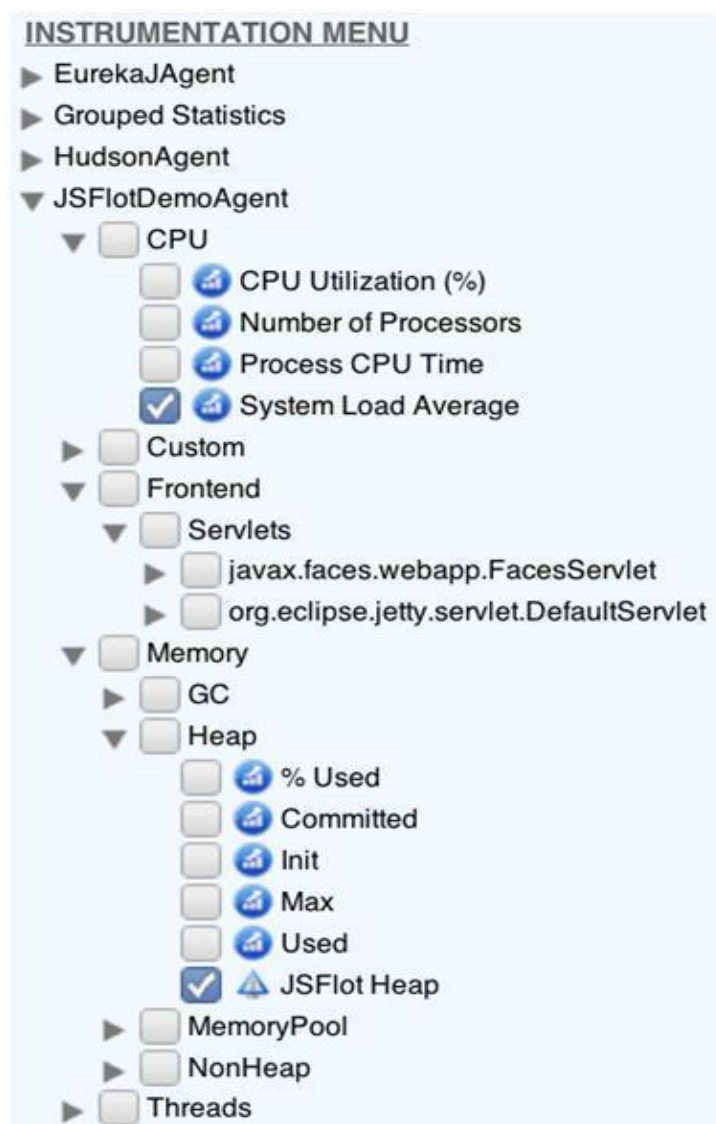 INSTRUMENTATION MENU
EurekaJAgent
Grouped Statistics
HudsonAgent
JSFlotDemoAgent
CPU
CPU Utilization (%)
Number of Processors
Process CPU Time
System Load Average
Custom
Frontend
Servlets
javax.faces.webapp.FacesServlet
org.eclipse.jetty.servlet.DefaultServlet
Memory
GC
Heap
% Used
Committed
Init
Max
Used
JSFlot Heap
MemoryPool
NonHeap
Threads